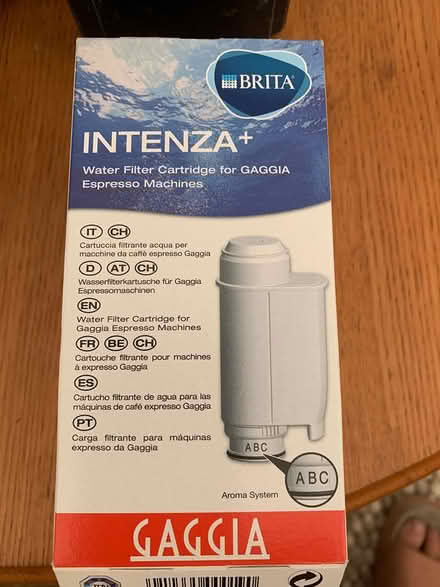 BRITA
INTENZA+
Water Filter Cartridge for GAGGIA
Espresso Machines
IT CH
Cartuccia filtrante acqua per
macchine da caffè espresso Gaggia
D AT CH
Wasserfilterkartusche für Gaggia
Espressomaschinen
EN
Water Filter Cartridge for
Gaggia Espresso Machines
FR BE CH
Cartouche filtrante pour machines
à expresso Gaggia
ES
Cartucho filtrante de agua para las
máquinas de café expresso Gaggia
PT
Carga filtrante para máquinas
expresso da Gaggia
ABC
ABC
Aroma System
GAGGIA